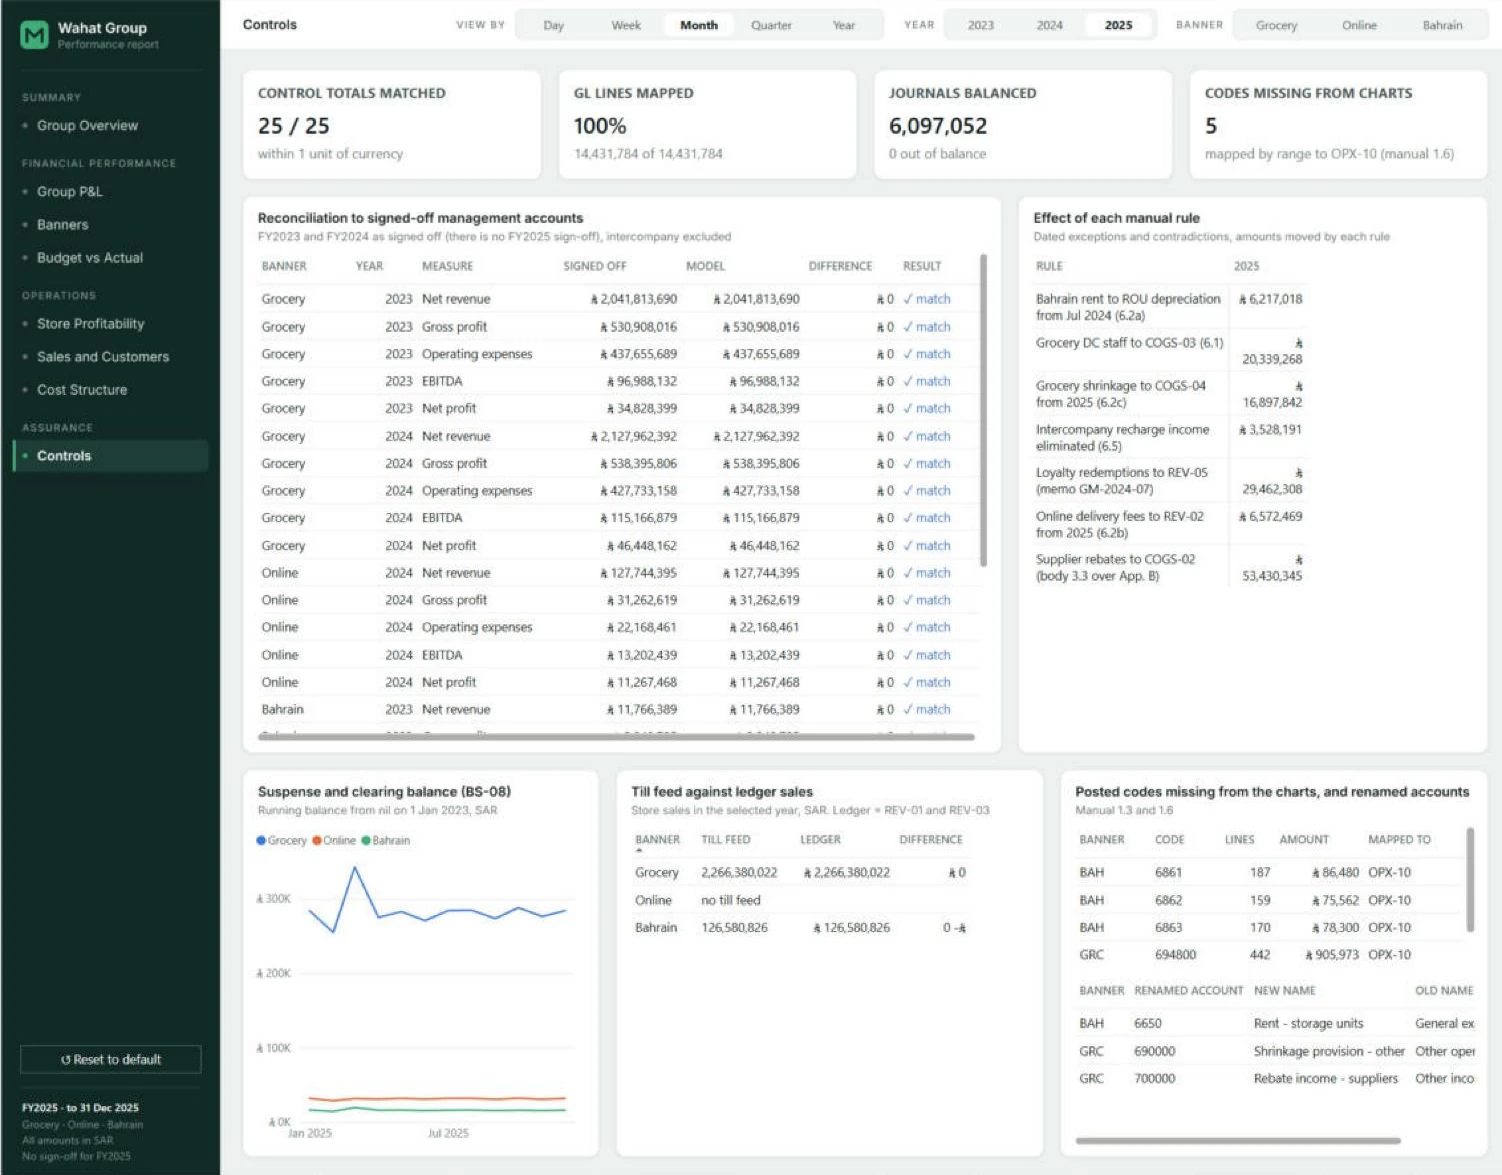 Wahat Group
Performance report
SUMMARY
• Group Overview
FINANCIAL PERFORMANCE
• Group P&L
• Banners
• Budget vs Actual
OPERATIONS
• Store Profitability
• Sales and Customers
• Cost Structure
ASSURANCE
• Controls
↺ Reset to default
FY2025 · to 31 Dec 2025
Grocery · Online · Bahrain
All amounts in SAR
No sign-off for FY2025
Controls VIEW BY Day Week Month Quarter Year YEAR 2023 2024 2025 BANNER Grocery Online Bahrain
CONTROL TOTALS MATCHED
25 / 25
within 1 unit of currency
GL LINES MAPPED
100%
14,431,784 of 14,431,784
JOURNALS BALANCED
6,097,052
0 out of balance
CODES MISSING FROM CHARTS
5
mapped by range to OPX-10 (manual 1.6)
Reconciliation to signed-off management accounts
FY2023 and FY2024 as signed off (there is no FY2025 sign-off), intercompany excluded
BANNER YEAR MEASURE SIGNED OFF MODEL DIFFERENCE RESULT
Grocery 2023 Net revenue ⃁ 2,041,813,690 ⃁ 2,041,813,690 ⃁ 0 ✓ match
Grocery 2023 Gross profit ⃁ 530,908,016 ⃁ 530,908,016 ⃁ 0 ✓ match
Grocery 2023 Operating expenses ⃁ 437,655,689 ⃁ 437,655,689 ⃁ 0 ✓ match
Grocery 2023 EBITDA ⃁ 96,988,132 ⃁ 96,988,132 ⃁ 0 ✓ match
Grocery 2023 Net profit ⃁ 34,828,399 ⃁ 34,828,399 ⃁ 0 ✓ match
Grocery 2024 Net revenue ⃁ 2,127,962,392 ⃁ 2,127,962,392 ⃁ 0 ✓ match
Grocery 2024 Gross profit ⃁ 538,395,806 ⃁ 538,395,806 ⃁ 0 ✓ match
Grocery 2024 Operating expenses ⃁ 427,733,158 ⃁ 427,733,158 ⃁ 0 ✓ match
Grocery 2024 EBITDA ⃁ 115,166,879 ⃁ 115,166,879 ⃁ 0 ✓ match
Grocery 2024 Net profit ⃁ 46,448,162 ⃁ 46,448,162 ⃁ 0 ✓ match
Online 2024 Net revenue ⃁ 127,744,395 ⃁ 127,744,395 ⃁ 0 ✓ match
Online 2024 Gross profit ⃁ 31,262,619 ⃁ 31,262,619 ⃁ 0 ✓ match
Online 2024 Operating expenses ⃁ 22,168,461 ⃁ 22,168,461 ⃁ 0 ✓ match
Online 2024 EBITDA ⃁ 13,202,439 ⃁ 13,202,439 ⃁ 0 ✓ match
Online 2024 Net profit ⃁ 11,267,468 ⃁ 11,267,468 ⃁ 0 ✓ match
Bahrain 2023 Net revenue ⃁ 11,766,389 ⃁ 11,766,389 ⃁ 0 ✓ match
Effect of each manual rule
Dated exceptions and contradictions, amounts moved by each rule
RULE 2025
Bahrain rent to ROU depreciation ⃁ 6,217,018
from Jul 2024 (6.2a)
Grocery DC staff to COGS-03 (6.1) ⃁
20,339,268
Grocery shrinkage to COGS-04 ⃁
from 2025 (6.2c) 16,897,842
Intercompany recharge income ⃁ 3,528,191
eliminated (6.5)
Loyalty redemptions to REV-05 ⃁
(memo GM-2024-07) 29,462,308
Online delivery fees to REV-02 ⃁ 6,572,469
from 2025 (6.2b)
Supplier rebates to COGS-02 ⃁
(body 3.3 over App. B) 53,430,345
Suspense and clearing balance (BS-08)
Running balance from nil on 1 Jan 2023, SAR
Grocery Online Bahrain
⃁ 300K
⃁ 200K
⃁ 100K
⃁ 0K
Jan 2025 Jul 2025
Till feed against ledger sales
Store sales in the selected year, SAR. Ledger = REV-01 and REV-03
BANNER TILL FEED LEDGER DIFFERENCE
Grocery 2,266,380,022 ⃁ 2,266,380,022 ⃁ 0
Online no till feed
Bahrain 126,580,826 ⃁ 126,580,826 0 -⃁
Posted codes missing from the charts, and renamed accounts
Manual 1.3 and 1.6
BANNER CODE LINES AMOUNT MAPPED TO
BAH 6861 187 ⃁ 86,480 OPX-10
BAH 6862 159 ⃁ 75,562 OPX-10
BAH 6863 170 ⃁ 78,300 OPX-10
GRC 694800 442 ⃁ 905,973 OPX-10
BANNER RENAMED ACCOUNT NEW NAME OLD NAME
BAH 6650 Rent - storage units General ex
GRC 690000 Shrinkage provision - other Other oper
GRC 700000 Rebate income - suppliers Other inco